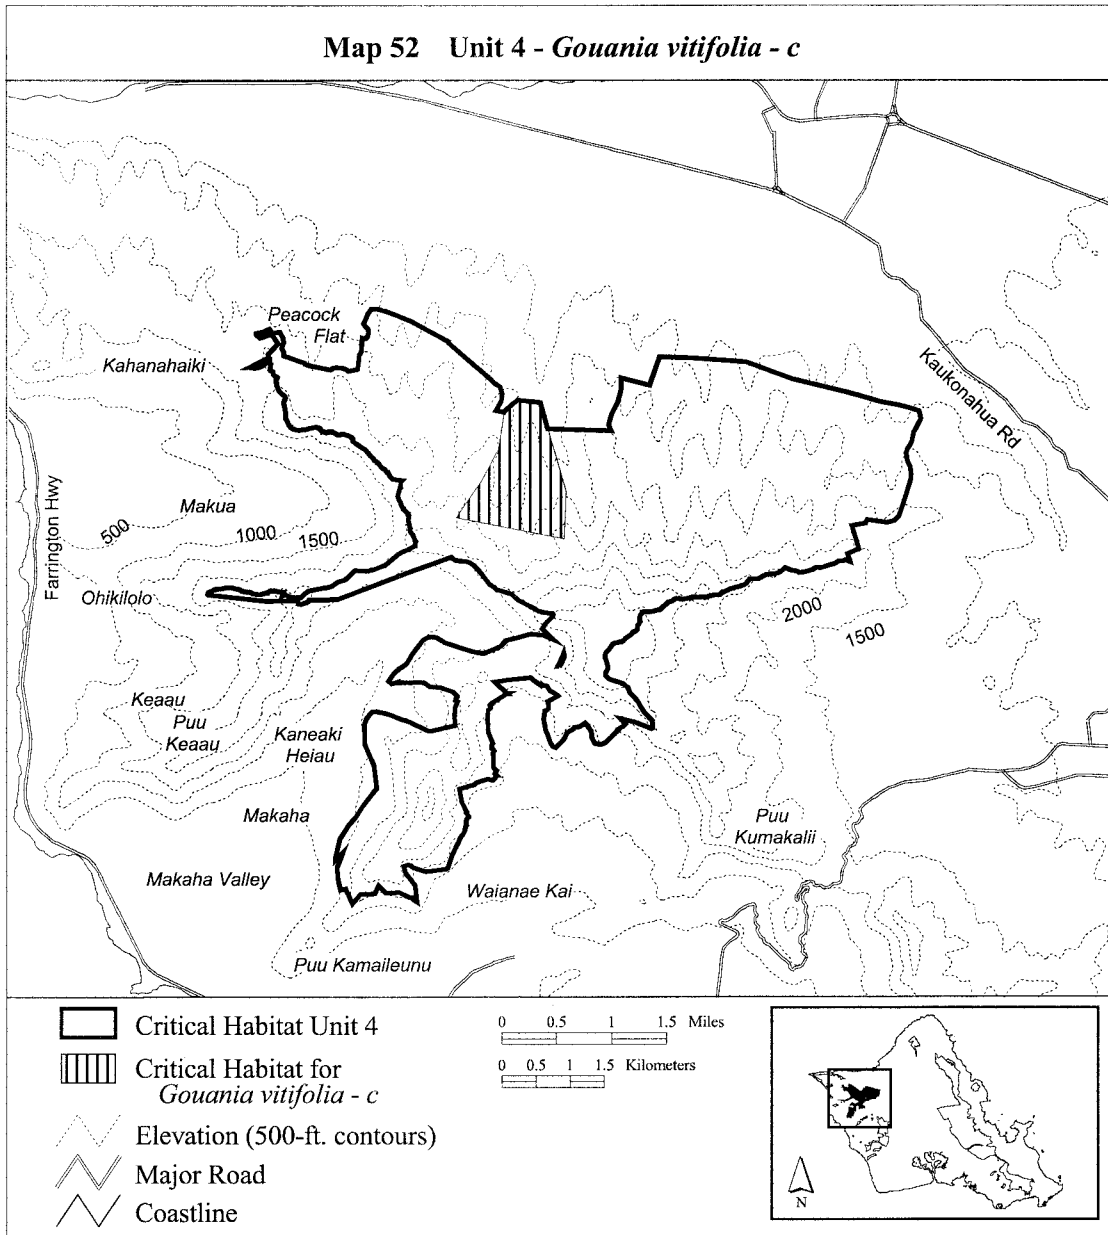 Map 52 Unit 4 - Gouania vitifolia - c
Peacock
Flat
Kahanahaiki
Kaukonahua Rd
Farrington Hwy
Makua
500
1000
1500
Ohikilolo
2000
1500
Keaau
Puu
Keaau
Kaneaki
Heiau
Makaha
Puu
Kumakalii
Makaha Valley
Waianae Kai
Puu Kamaileunu
Critical Habitat Unit 4
Critical Habitat for
Gouania vitifolia - c
Elevation (500-ft. contours)
Major Road
Coastline
0 0.5 1 1.5 Miles
0 0.5 1 1.5 Kilometers
N